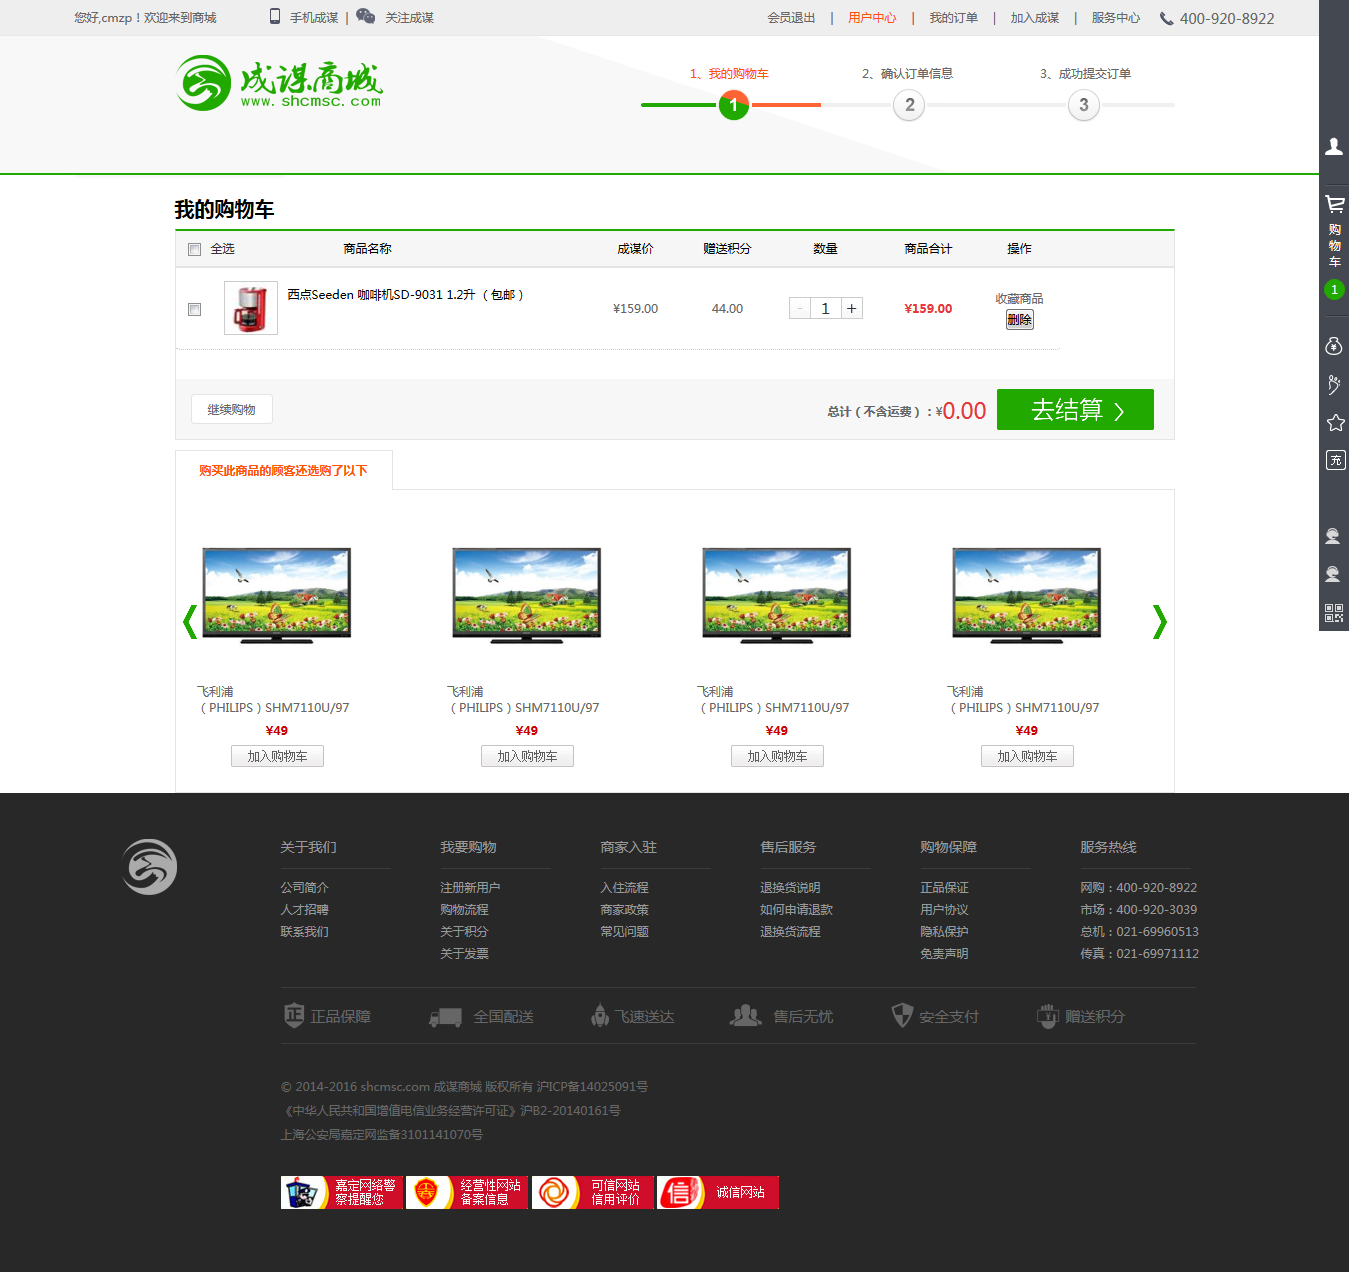 您好,cmzp！欢迎来到商城 手机成谋 | 关注成谋 会员退出 | 用户中心 | 我的订单 | 加入成谋 | 服务中心 400-920-8922
成谋商城
www.shcmsc.com
1、我的购物车 2、确认订单信息 3、成功提交订单
1 2 3
购物车
1
充
我的购物车
全选 商品名称 成谋价 赠送积分 数量 商品合计 操作
西点Seeden 咖啡机SD-9031 1.2升（包邮） ¥159.00 44.00 - 1 + ¥159.00 收藏商品
删除
继续购物 总计（不含运费）：¥0.00 去结算
购买此商品的顾客还选购了以下
飞利浦 飞利浦 飞利浦 飞利浦
（PHILIPS）SHM7110U/97 （PHILIPS）SHM7110U/97 （PHILIPS）SHM7110U/97 （PHILIPS）SHM7110U/97
¥49 ¥49 ¥49 ¥49
加入购物车 加入购物车 加入购物车 加入购物车
关于我们 我要购物 商家入驻 售后服务 购物保障 服务热线
公司简介 注册新用户 入住流程 退换货说明 正品保证 网购：400-920-8922
人才招聘 购物流程 商家政策 如何申请退款 用户协议 市场：400-920-3039
联系我们 关于积分 常见问题 退换货流程 隐私保护 总机：021-69960513
关于发票 免责声明 传真：021-69971112
正 正品保障 全国配送 飞速送达 售后无忧 安全支付 赠送积分
© 2014-2016 shcmsc.com 成谋商城 版权所有 沪ICP备14025091号
《中华人民共和国增值电信业务经营许可证》沪B2-20140161号
上海公安局嘉定网监备3101141070号
嘉定网络警 经营性网站 可信网站 信 诚信网站
察提醒您 备案信息 信用评价